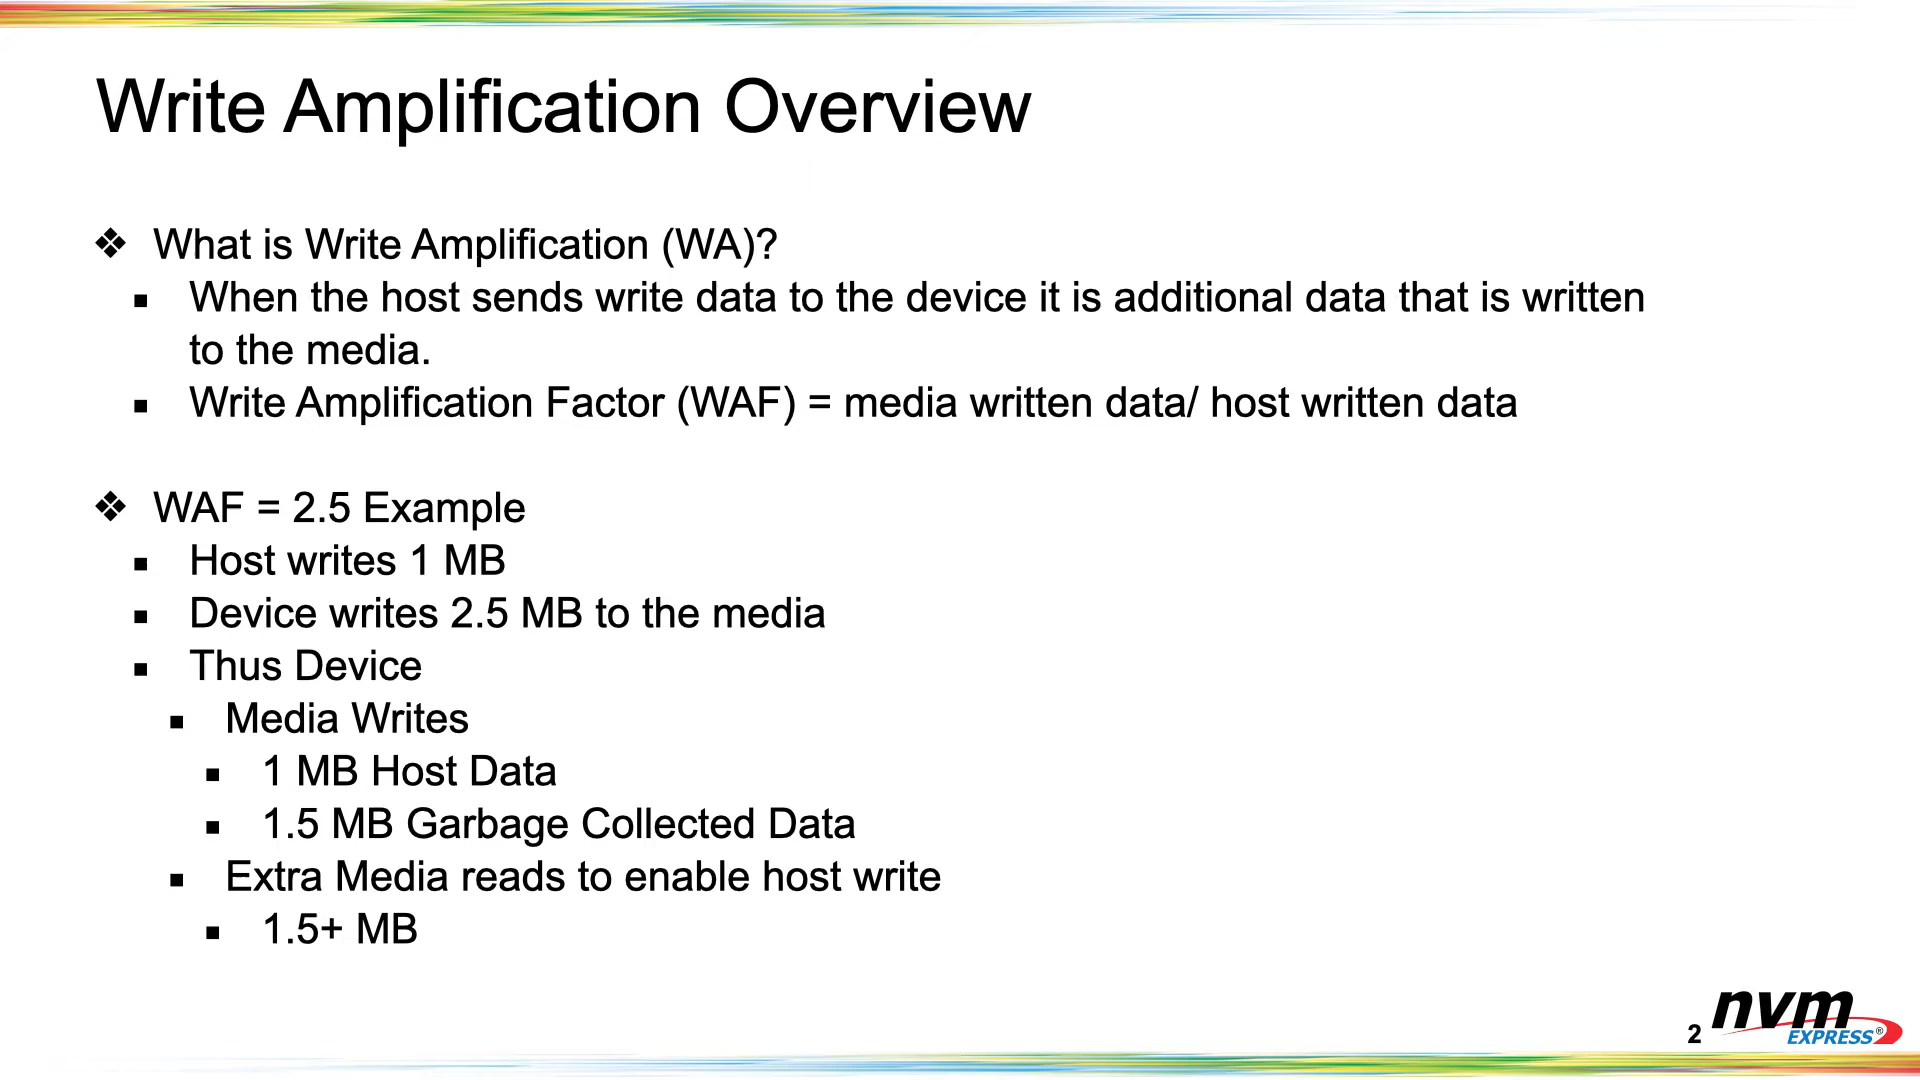 Write Amplification Overview
❖ What is Write Amplification (WA)?
▪ When the host sends write data to the device it is additional data that is written
to the media.
▪ Write Amplification Factor (WAF) = media written data/ host written data
❖ WAF = 2.5 Example
▪ Host writes 1 MB
▪ Device writes 2.5 MB to the media
▪ Thus Device
▪ Media Writes
▪ 1 MB Host Data
▪ 1.5 MB Garbage Collected Data
▪ Extra Media reads to enable host write
▪ 1.5+ MB
2
nvm
EXPRESS®